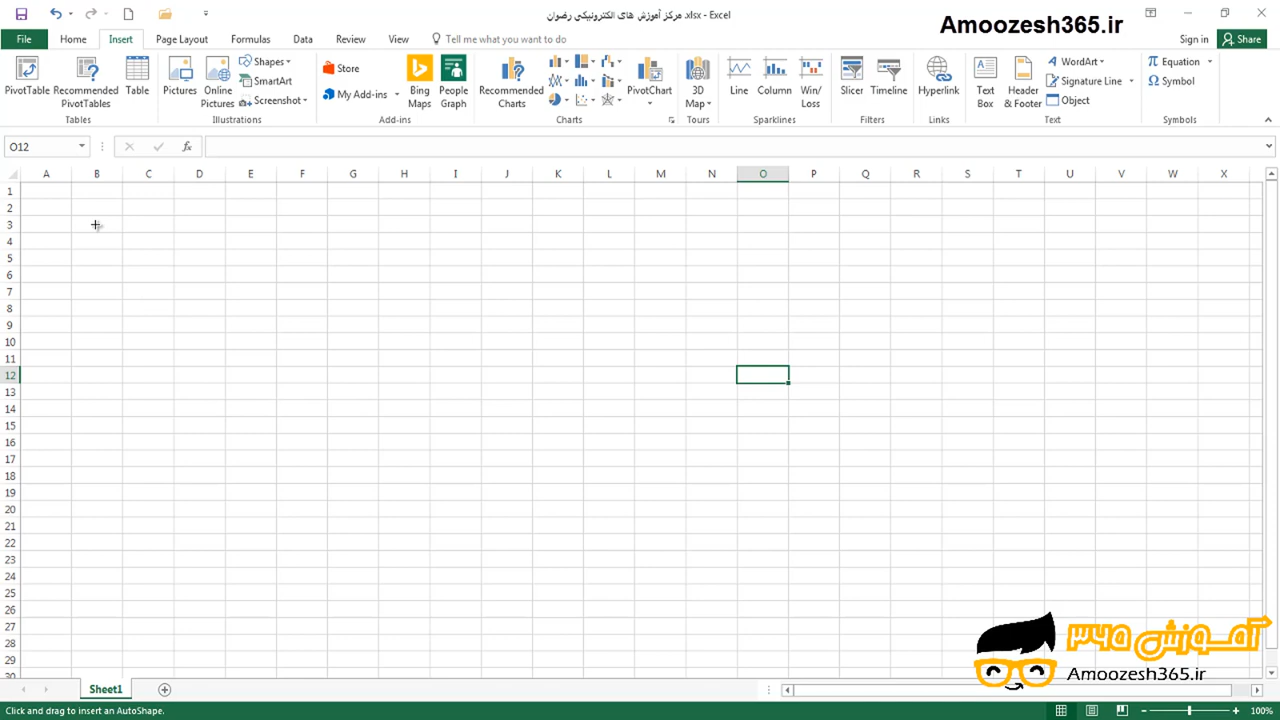 مرکز آموزش های الکترونیکی رضوان.xlsx - Excel
Amoozesh365.ir
File Home Insert Page Layout Formulas Data Review View Tell me what you want to do Sign in Share
PivotTable Recommended PivotTables Table Pictures Online Pictures Shapes SmartArt Screenshot Store My Add-ins Bing Maps People Graph Recommended Charts PivotChart 3D Map Line Column Win/Loss Slicer Timeline Hyperlink Text Box Header & Footer WordArt Signature Line Object Equation Symbol
Tables Illustrations Add-ins Charts Tours Sparklines Filters Links Text Symbols
O12 fx
A B C D E F G H I J K L M N O P Q R S T U V W X
1
2
3
4
5
6
7
8
9
10
11
12
13
14
15
16
17
18
19
20
21
22
23
24
25
26
27
28
29
30
آموزش ۳۶۵
Amoozesh365.ir
Sheet1
Click and drag to insert an AutoShape.
100%